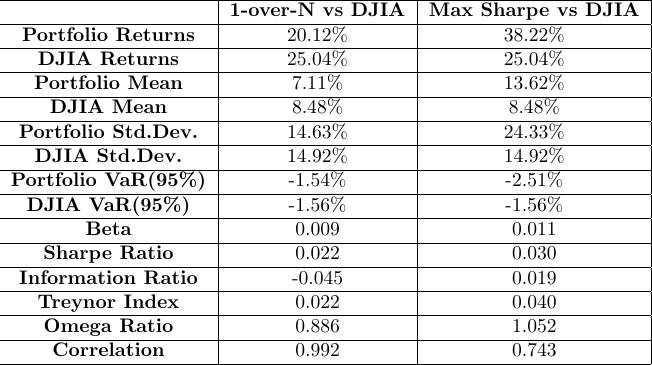 1-over-N vs DJIA Max Sharpe vs DJIA
Portfolio Returns 20.12% 38.22%
DJIA Returns 25.04% 25.04%
Portfolio Mean 7.11% 13.62%
DJIA Mean 8.48% 8.48%
Portfolio Std.Dev. 14.63% 24.33%
DJIA Std.Dev. 14.92% 14.92%
Portfolio VaR(95%) -1.54% -2.51%
DJIA VaR(95%) -1.56% -1.56%
Beta 0.009 0.011
Sharpe Ratio 0.022 0.030
Information Ratio -0.045 0.019
Treynor Index 0.022 0.040
Omega Ratio 0.886 1.052
Correlation 0.992 0.743